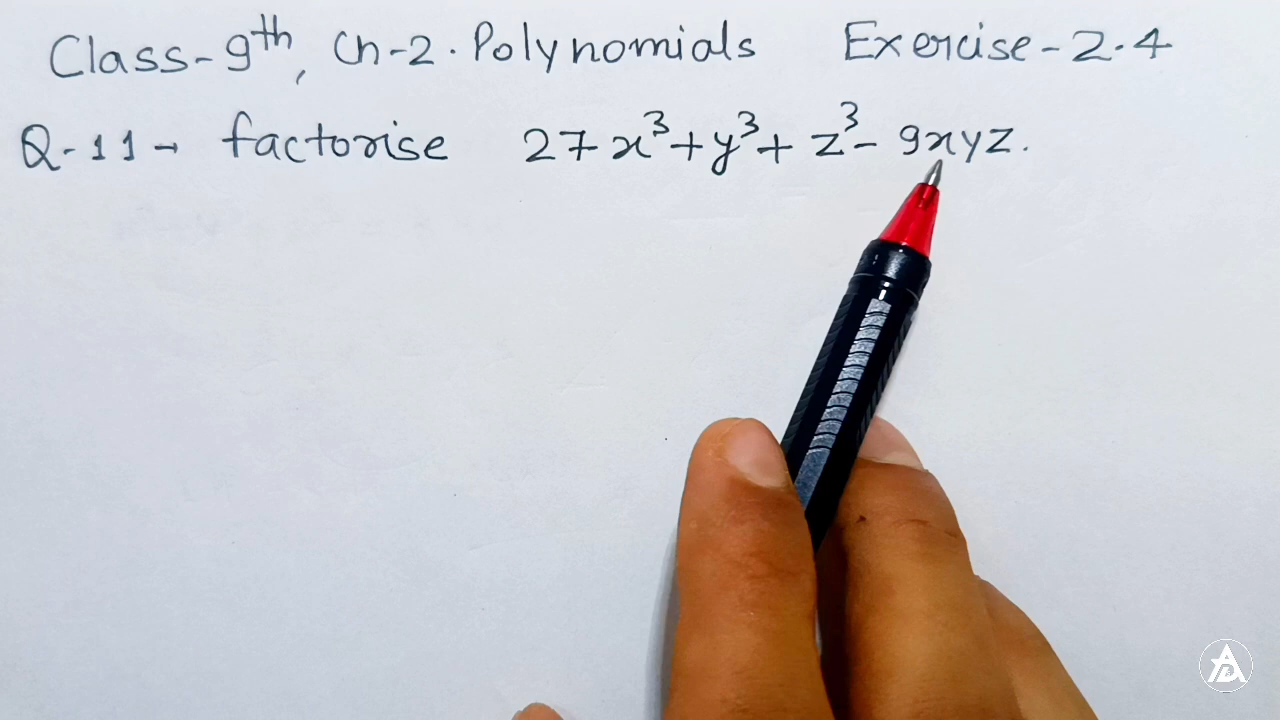 Class-9th, Ch-2. Polynomials Exercise-2.4
Q-11→ factorise 27x³+y³+z³-9xyz.